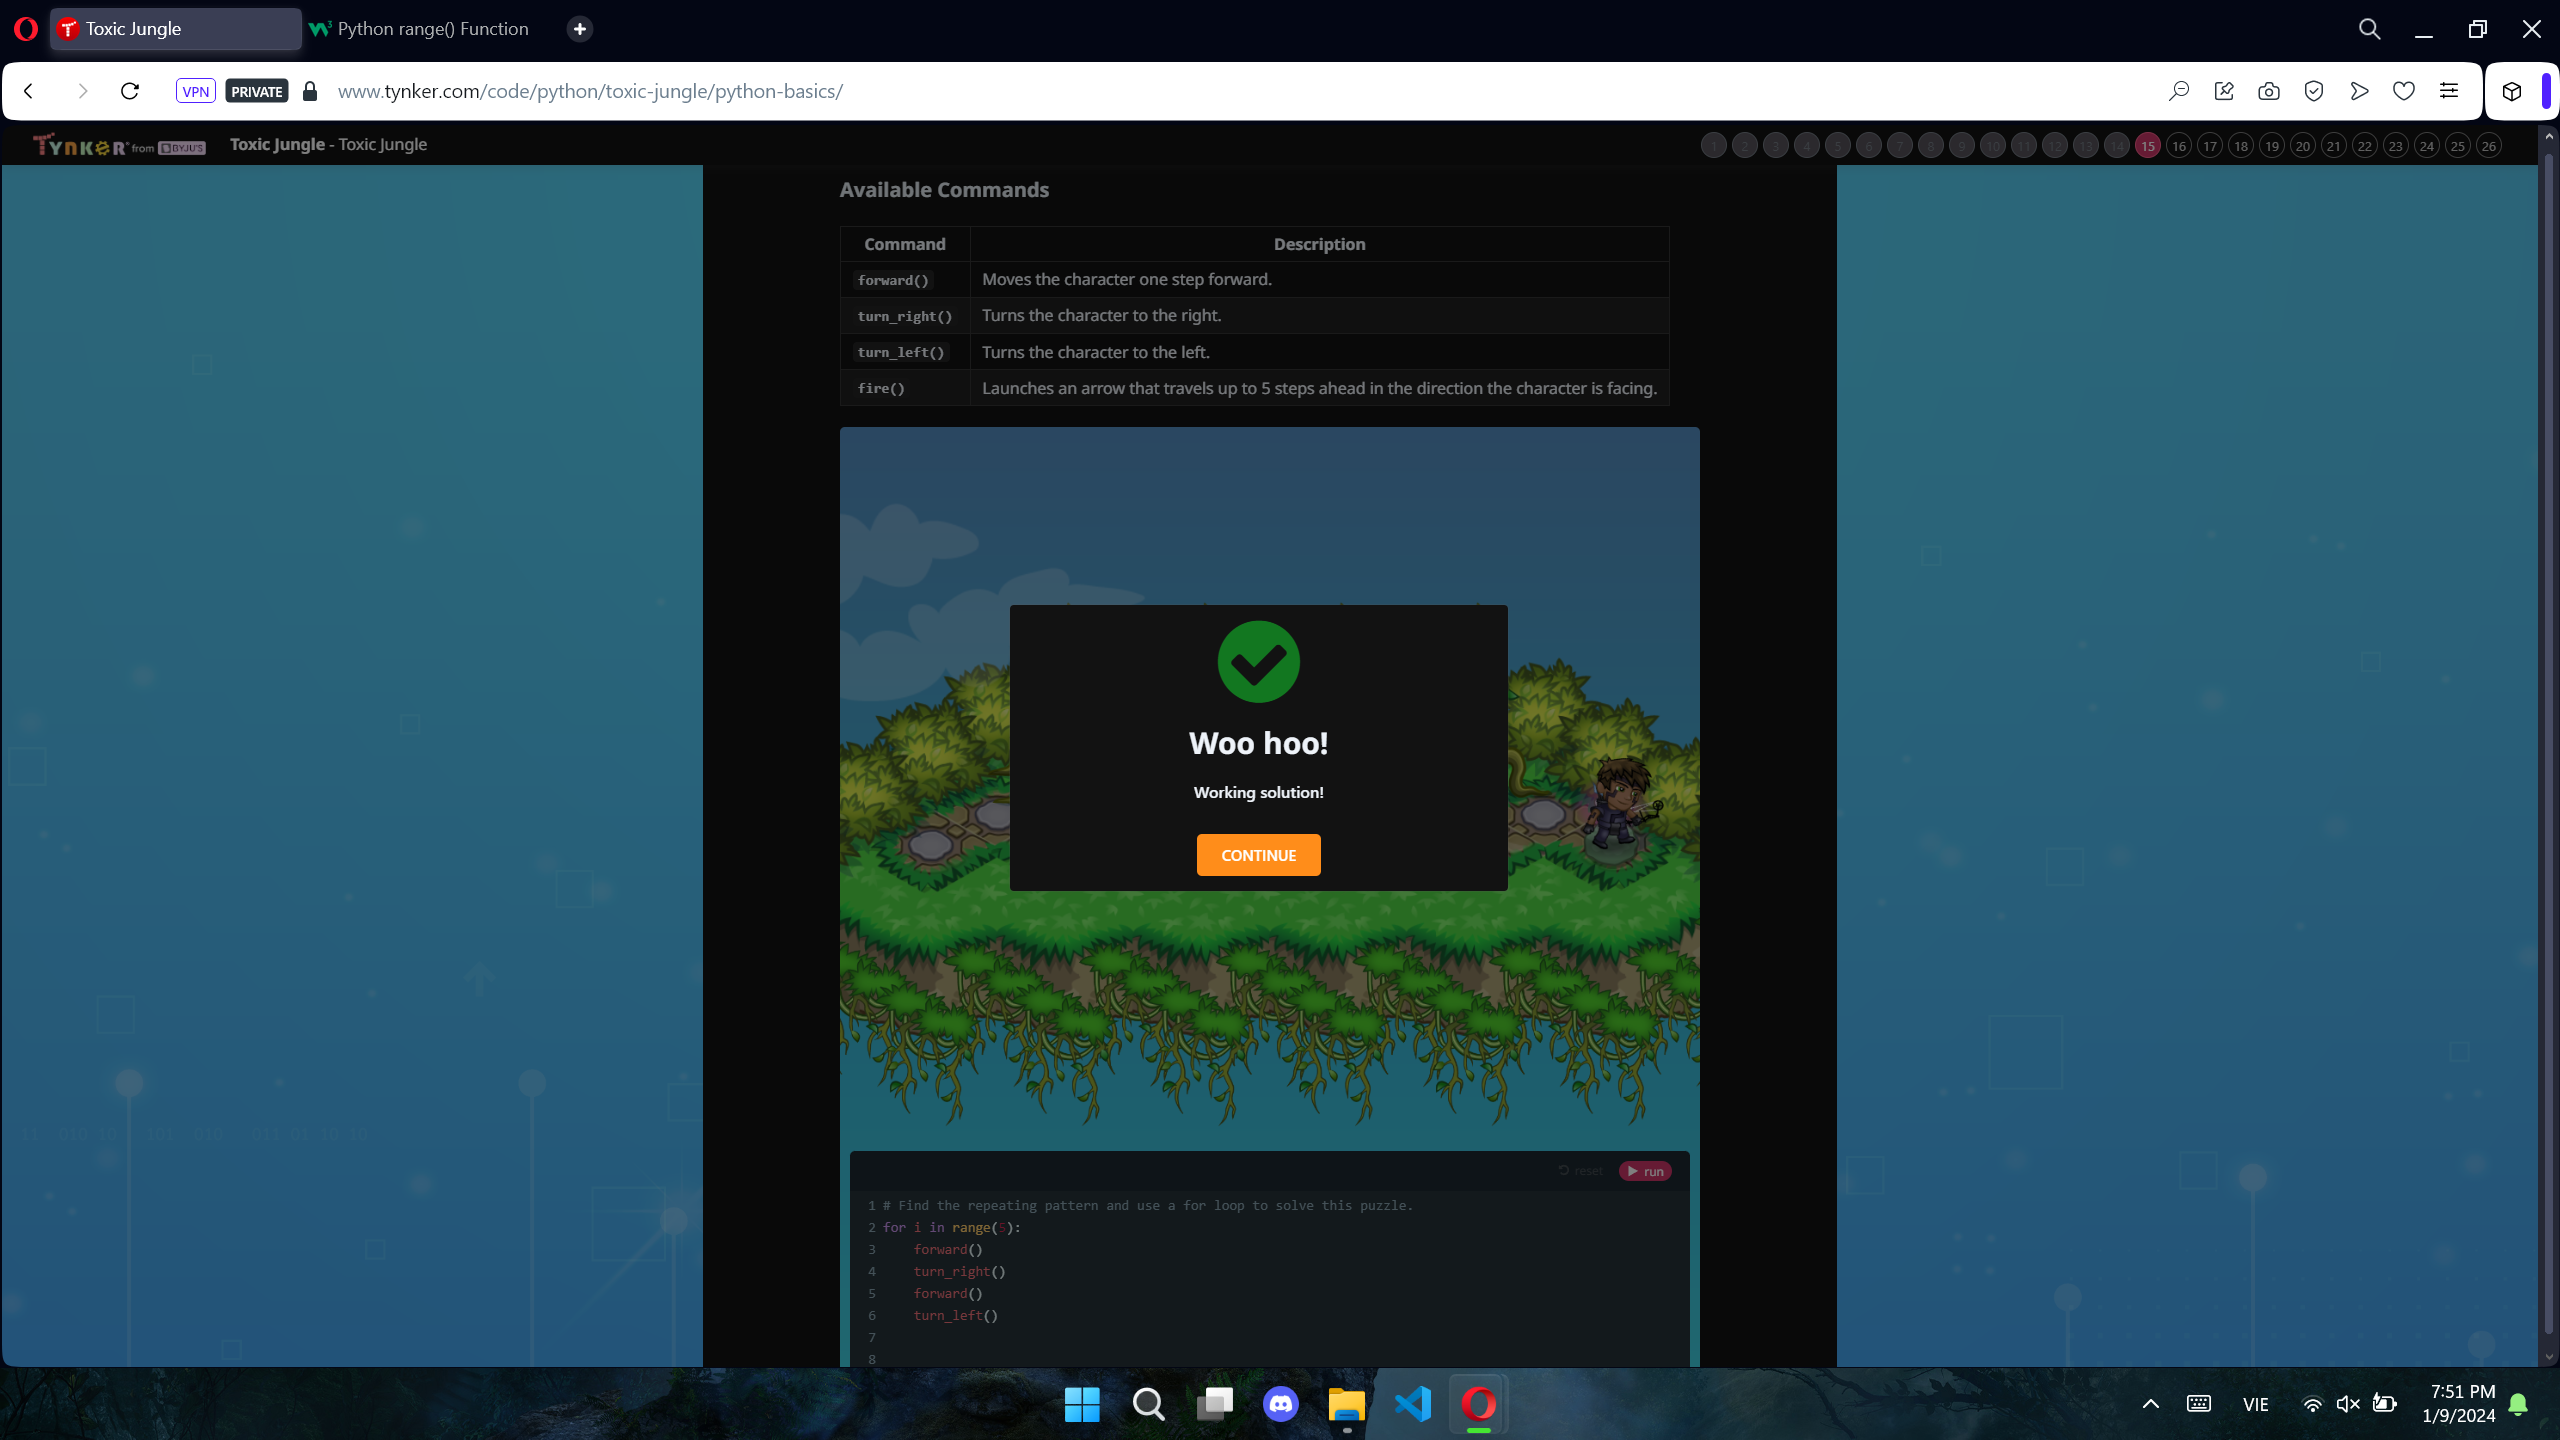 Toxic Jungle
Python range() Function
VPN
PRIVATE
www.tynker.com/code/python/toxic-jungle/python-basics/
TYNKER from BYJU'S
Toxic Jungle - Toxic Jungle
1 2 3 4 5 6 7 8 9 10 11 12 13 14 15 16 17 18 19 20 21 22 23 24 25 26
Available Commands
Command Description
forward() Moves the character one step forward.
turn_right() Turns the character to the right.
turn_left() Turns the character to the left.
fire() Launches an arrow that travels up to 5 steps ahead in the direction the character is facing.
Woo hoo!
Working solution!
CONTINUE
reset run
1 # Find the repeating pattern and use a for loop to solve this puzzle.
2 for i in range(5):
3 forward()
4 turn_right()
5 forward()
6 turn_left()
7
8
VIE
7:51 PM
1/9/2024